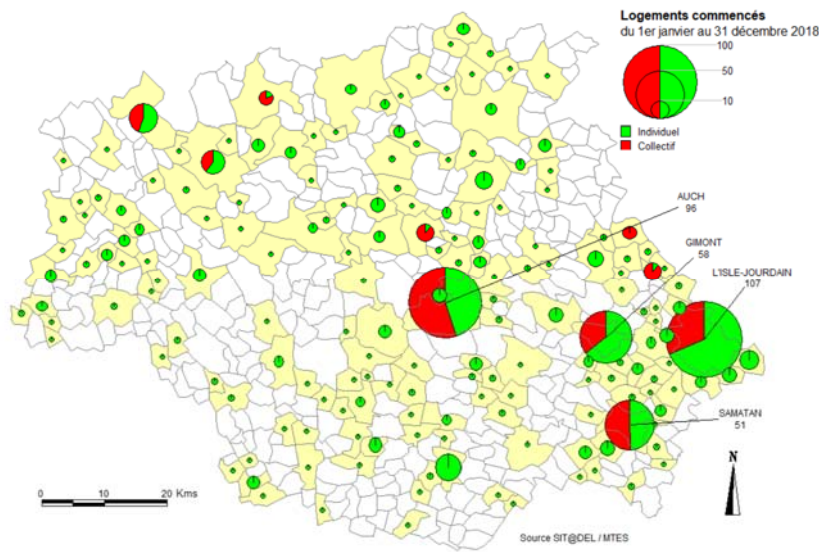 Logements commencés
du 1er janvier au 31 décembre 2018
100
50
10
Individuel
Collectif
AUCH
96
GIMONT
58
L'ISLE-JOURDAIN
107
SAMATAN
51
N
0 10 20 Kms
Source SIT@DEL / MTES